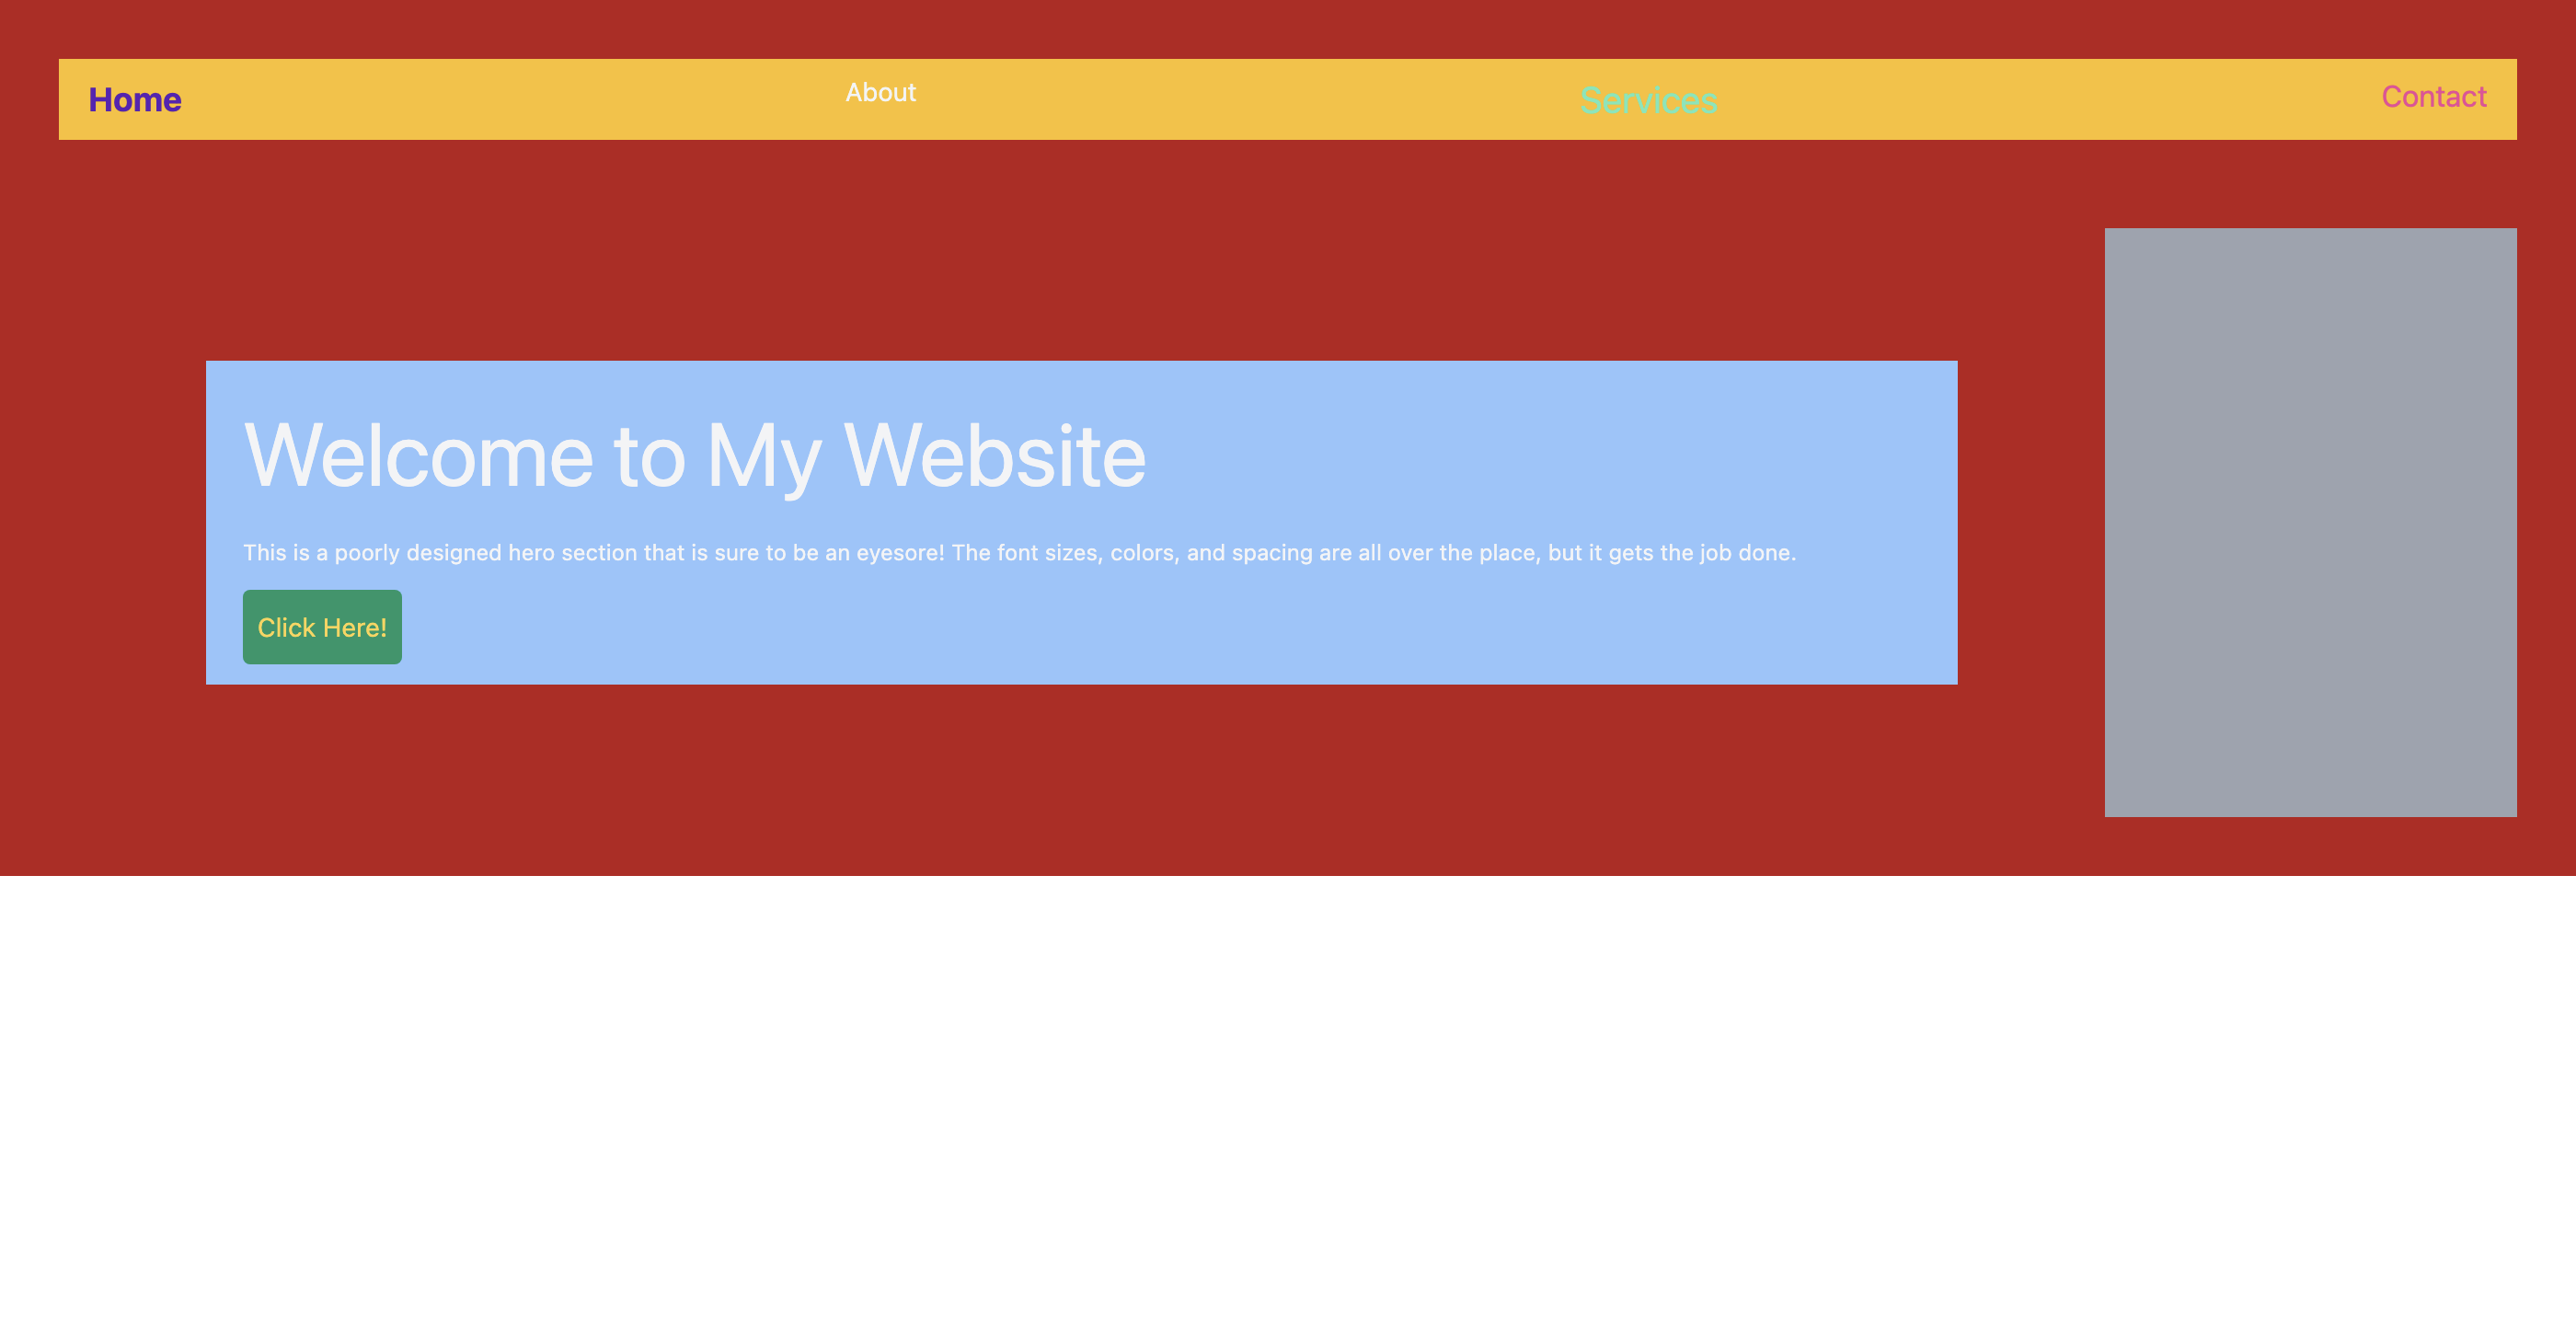 Home About Services Contact
Welcome to My Website
This is a poorly designed hero section that is sure to be an eyesore! The font sizes, colors, and spacing are all over the place, but it gets the job done.
Click Here!